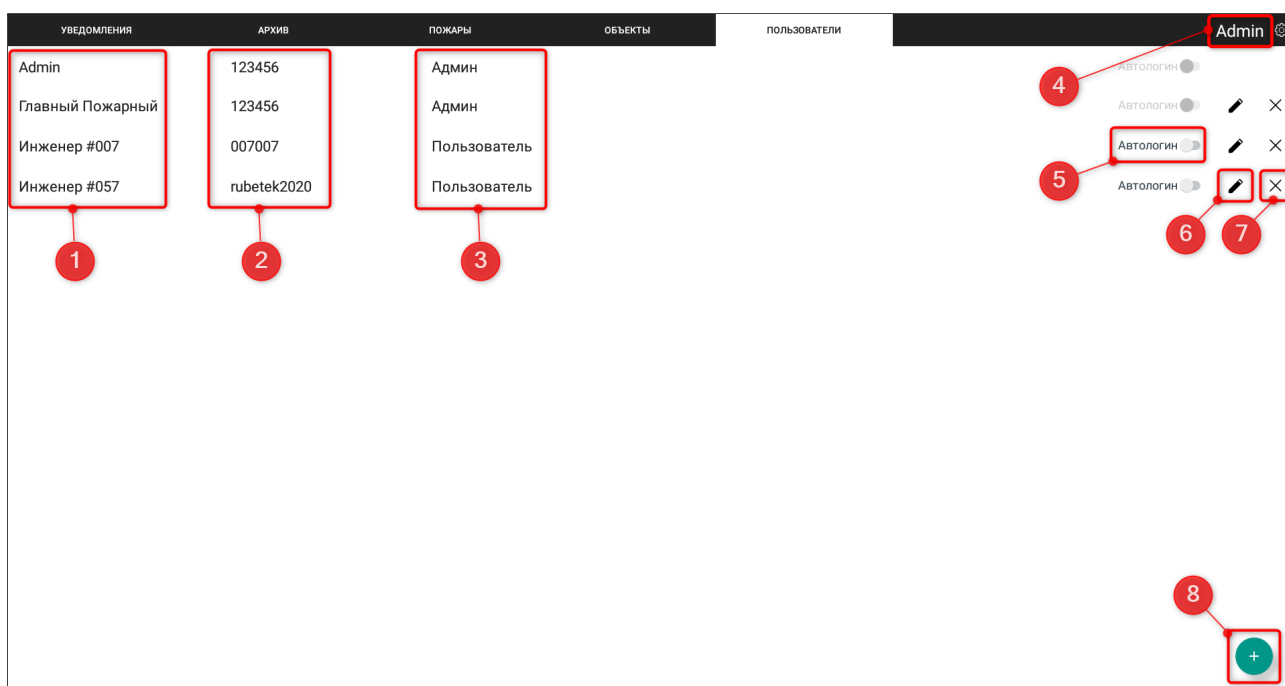 УВЕДОМЛЕНИЯ АРХИВ ПОЖАРЫ ОБЪЕКТЫ ПОЛЬЗОВАТЕЛИ Admin
Admin 123456 Админ Автологин
4
Главный Пожарный 123456 Админ Автологин
Инженер #007 007007 Пользователь Автологин
5
Инженер #057 rubetek2020 Пользователь Автологин
6 7
1 2 3
8
+